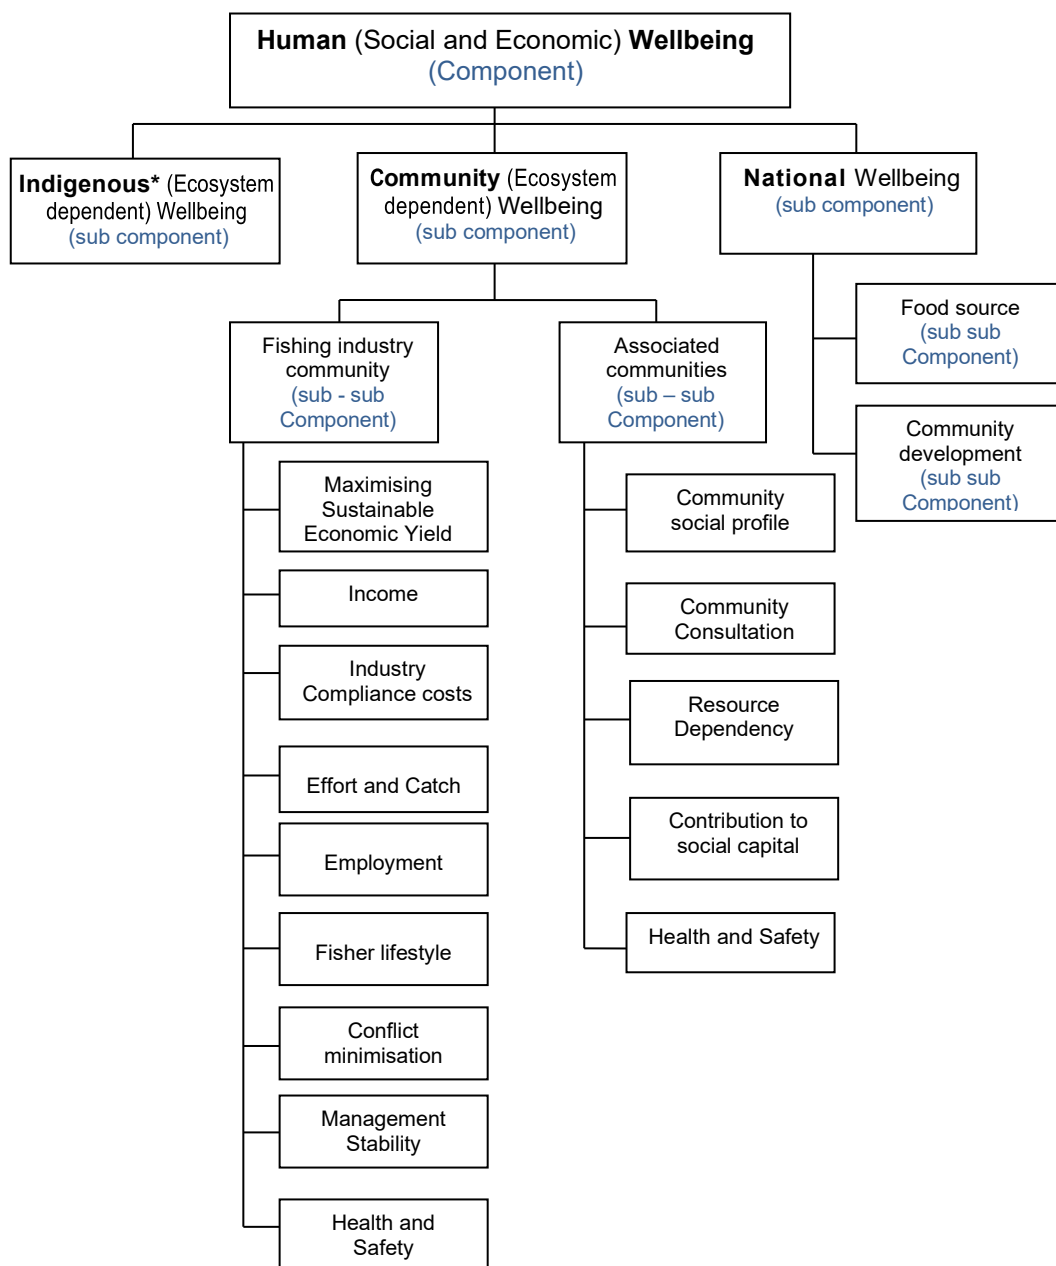 Human (Social and Economic) Wellbeing
(Component)
Indigenous* (Ecosystem
dependent) Wellbeing
(sub component)
Community (Ecosystem
dependent) Wellbeing
(sub component)
National Wellbeing
(sub component)
Food source
(sub sub
Component)
Community
development
(sub sub
Component)
Fishing industry
community
(sub - sub
Component)
Associated
communities
(sub – sub
Component)
Maximising
Sustainable
Economic Yield
Income
Industry
Compliance costs
Effort and Catch
Employment
Fisher lifestyle
Conflict
minimisation
Management
Stability
Health and
Safety
Community
social profile
Community
Consultation
Resource
Dependency
Contribution to
social capital
Health and Safety